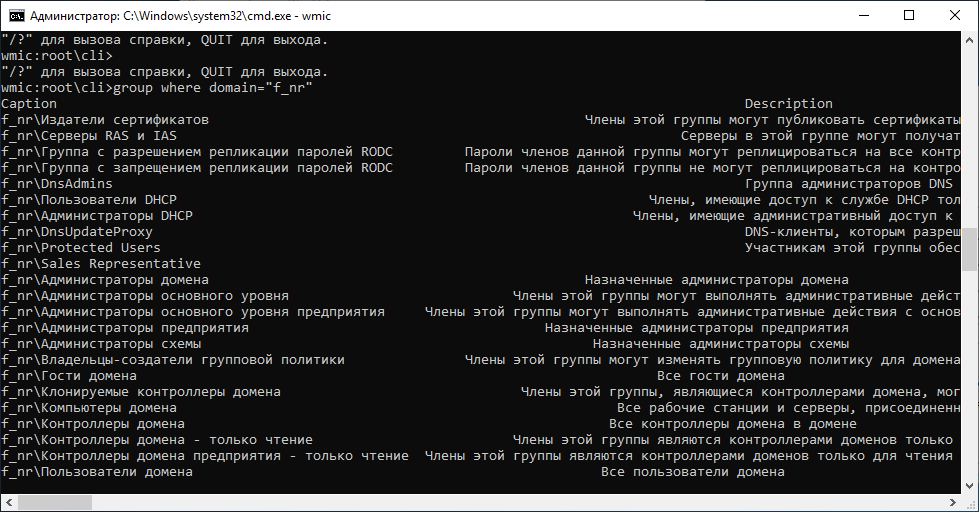 Администратор: C:\Windows\system32\cmd.exe - wmic
"/?" для вызова справки, QUIT для выхода.
wmic:root\cli>
"/?" для вызова справки, QUIT для выхода.
wmic:root\cli>group where domain="f_nr"
Caption Description
f_nr\Издатели сертификатов Члены этой группы могут публиковать сертификаты
f_nr\Серверы RAS и IAS Серверы в этой группе могут получат
f_nr\Группа с разрешением репликации паролей RODC Пароли членов данной группы могут реплицироваться на все контр
f_nr\Группа с запрещением репликации паролей RODC Пароли членов данной группы не могут реплицироваться на контро
f_nr\DnsAdmins Группа администраторов DNS
f_nr\Пользователи DHCP Члены, имеющие доступ к службе DHCP тол
f_nr\Администраторы DHCP Члены, имеющие административный доступ к
f_nr\DnsUpdateProxy DNS-клиенты, которым разреш
f_nr\Protected Users Участникам этой группы обес
f_nr\Sales Representative
f_nr\Администраторы домена Назначенные администраторы домена
f_nr\Администраторы основного уровня Члены этой группы могут выполнять административные дейст
f_nr\Администраторы основного уровня предприятия Члены этой группы могут выполнять административные действия с основ
f_nr\Администраторы предприятия Назначенные администраторы предприятия
f_nr\Администраторы схемы Назначенные администраторы схемы
f_nr\Владельцы-создатели групповой политики Члены этой группы могут изменять групповую политику для домена
f_nr\Гости домена Все гости домена
f_nr\Клонируемые контроллеры домена Члены этой группы, являющиеся контроллерами домена, мог
f_nr\Компьютеры домена Все рабочие станции и серверы, присоединенн
f_nr\Контроллеры домена Все контроллеры домена в домене
f_nr\Контроллеры домена - только чтение Члены этой группы являются контроллерами доменов только
f_nr\Контроллеры домена предприятия - только чтение Члены этой группы являются контроллерами доменов только для чтения
f_nr\Пользователи домена Все пользователи домена